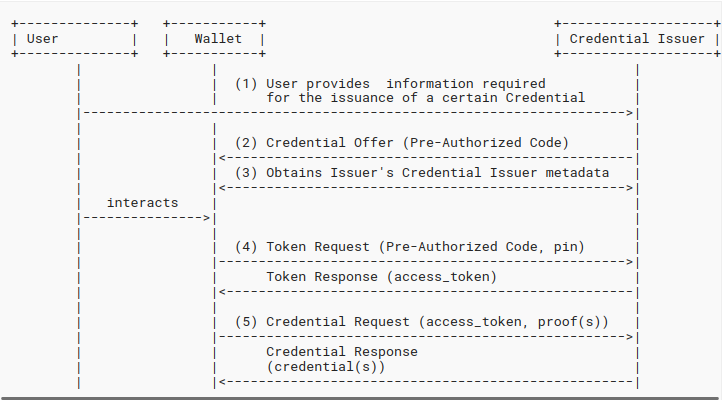 User Wallet Credential Issuer
(1) User provides  information required
for the issuance of a certain Credential
(2) Credential Offer (Pre-Authorized Code)
(3) Obtains Issuer's Credential Issuer metadata
interacts
(4) Token Request (Pre-Authorized Code, pin)
Token Response (access_token)
(5) Credential Request (access_token, proof(s))
Credential Response
(credential(s))